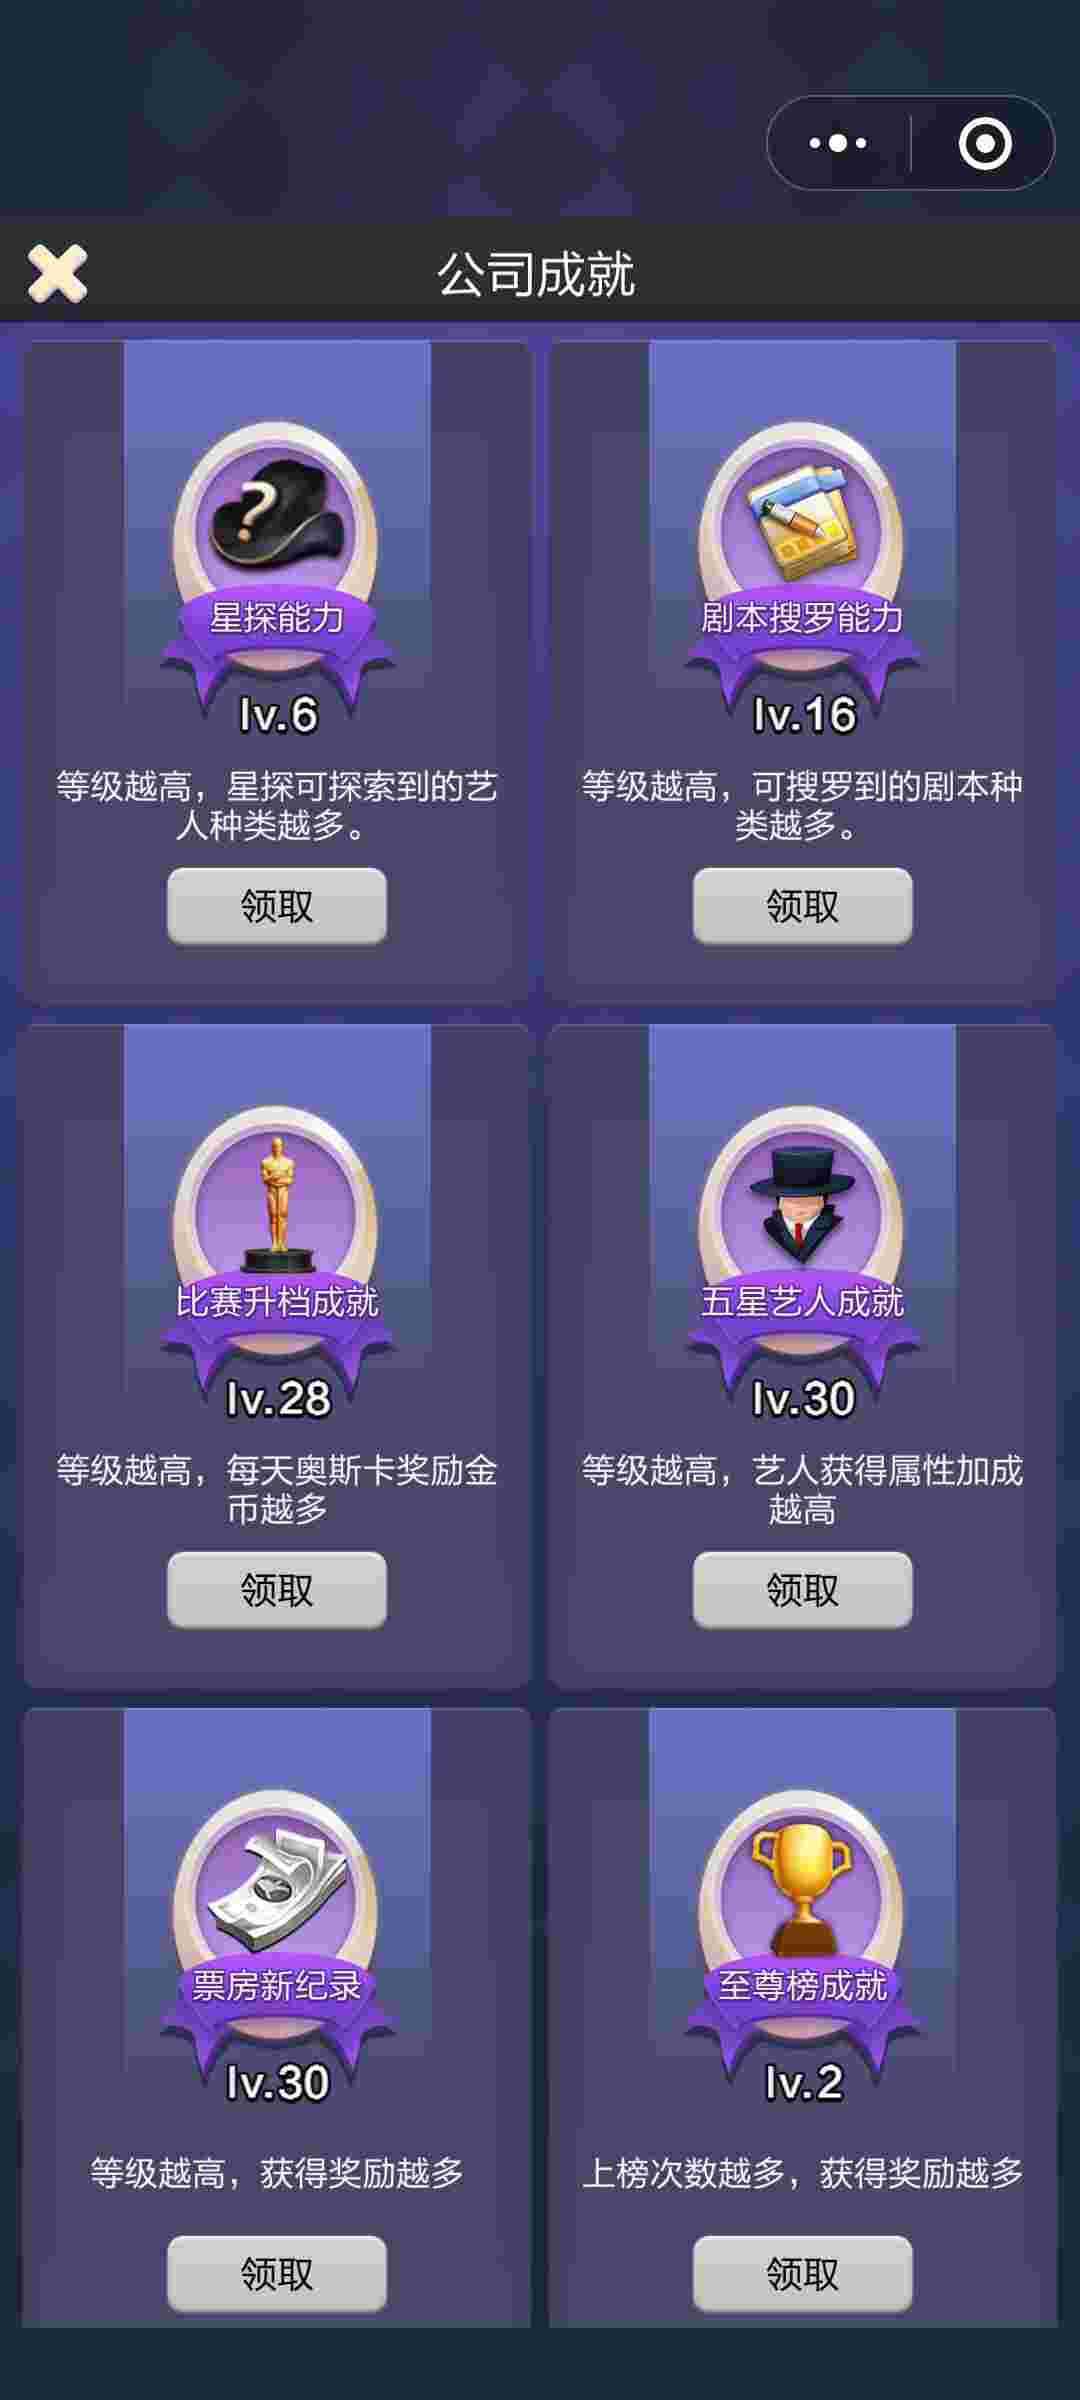 公司成就
星探能力
lv.6
等级越高，星探可探索到的艺
人种类越多。
领取
剧本搜罗能力
lv.16
等级越高，可搜罗到的剧本种
类越多。
领取
比赛升档成就
lv.28
等级越高，每天奥斯卡奖励金
币越多
领取
五星艺人成就
lv.30
等级越高，艺人获得属性加成
越高
领取
票房新纪录
lv.30
等级越高，获得奖励越多
领取
至尊榜成就
lv.2
上榜次数越多，获得奖励越多
领取